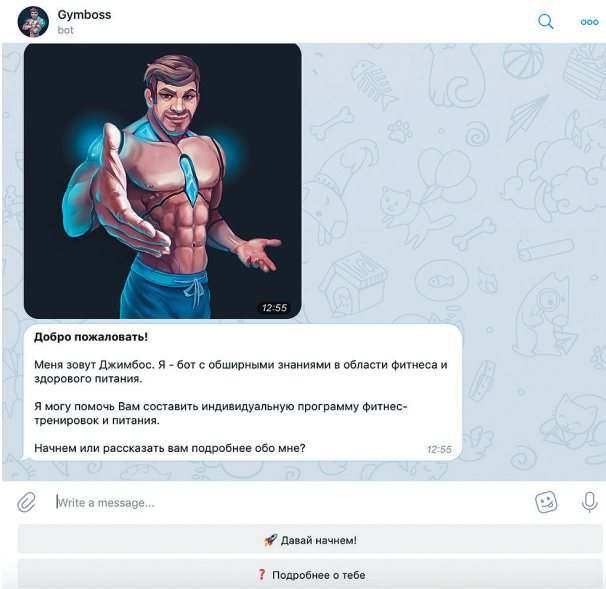 Gymboss
bot
12:55
Добро пожаловать!
Меня зовут Джимбос. Я - бот с обширными знаниями в области фитнеса и
здорового питания.
Я могу помочь Вам составить индивидуальную программу фитнес-
тренировок и питания.
Начнем или рассказать вам подробнее обо мне?
12:55
Write a message...
🚀 Давай начнем!
❓ Подробнее о тебе